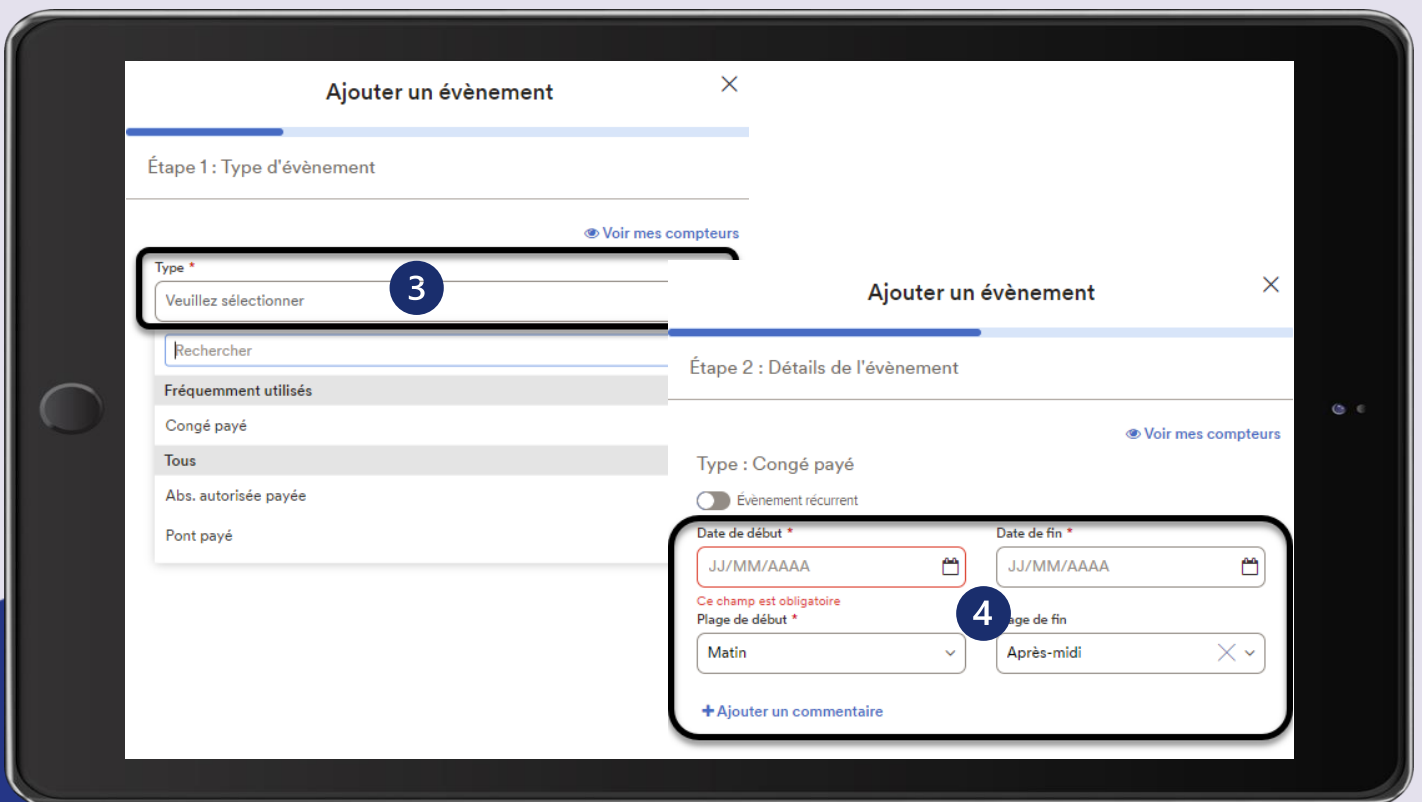 Ajouter un évènement
Étape 1 : Type d'évènement
Voir mes compteurs
Type *
3
Veuillez sélectionner
Rechercher
Fréquemment utilisés
Congé payé
Tous
Abs. autorisée payée
Pont payé
Ajouter un évènement
Étape 2 : Détails de l'évènement
Voir mes compteurs
Type : Congé payé
Évènement récurrent
Date de début * Date de fin *
JJ/MM/AAAA JJ/MM/AAAA
Ce champ est obligatoire
4
Plage de début * age de fin
Matin Après-midi
+ Ajouter un commentaire